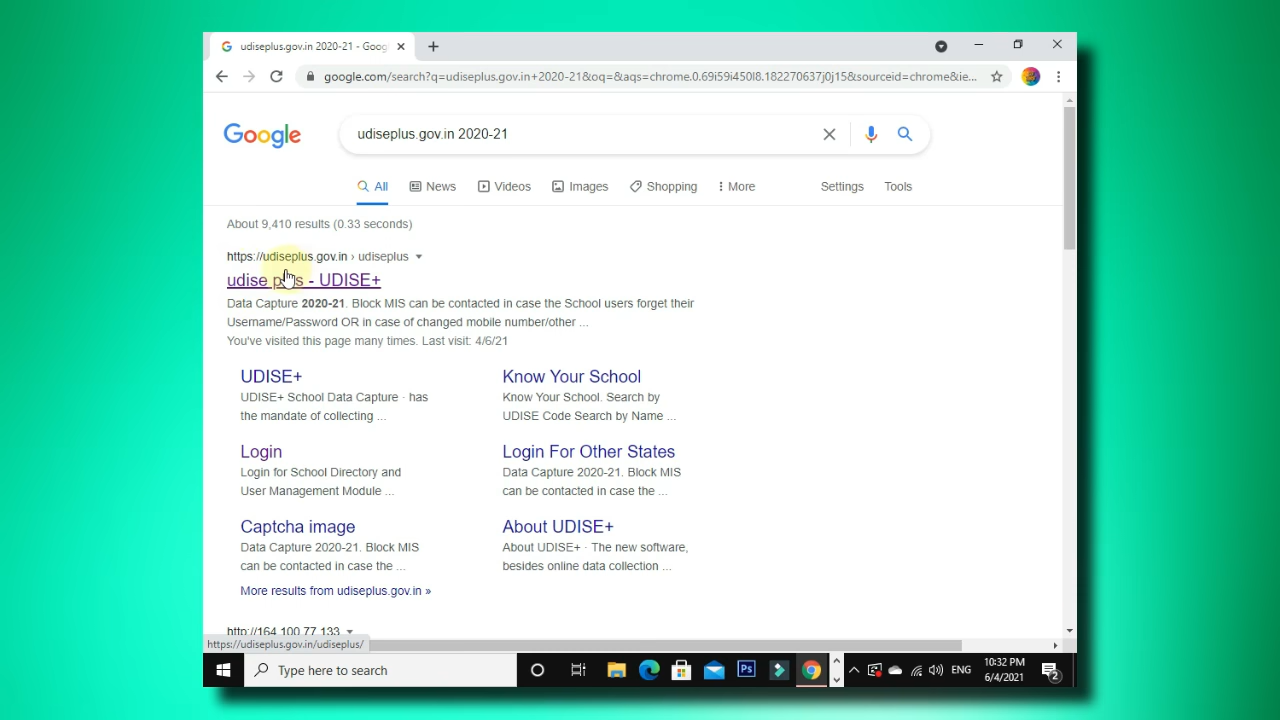 udiseplus.gov.in 2020-21 - Goog
google.com/search?q=udiseplus.gov.in+2020-21&oq=&aqs=chrome.0.69i59i450l8.182270637j0j15&sourceid=chrome&ie...
Google
udiseplus.gov.in 2020-21
All
News
Videos
Images
Shopping
More
Settings
Tools
About 9,410 results (0.33 seconds)
https://udiseplus.gov.in › udiseplus
udise plus - UDISE+
Data Capture 2020-21. Block MIS can be contacted in case the School users forget their
Username/Password OR in case of changed mobile number/other ...
You've visited this page many times. Last visit: 4/6/21
UDISE+
UDISE+ School Data Capture · has
the mandate of collecting ...
Know Your School
Know Your School. Search by
UDISE Code Search by Name ...
Login
Login for School Directory and
User Management Module ...
Login For Other States
Data Capture 2020-21. Block MIS
can be contacted in case the ...
Captcha image
Data Capture 2020-21. Block MIS
can be contacted in case the ...
About UDISE+
About UDISE+ · The new software,
besides online data collection ...
More results from udiseplus.gov.in »
http://164.100.77.133
https://udiseplus.gov.in/udiseplus/
Type here to search
Ps
ENG
10:32 PM
6/4/2021
2